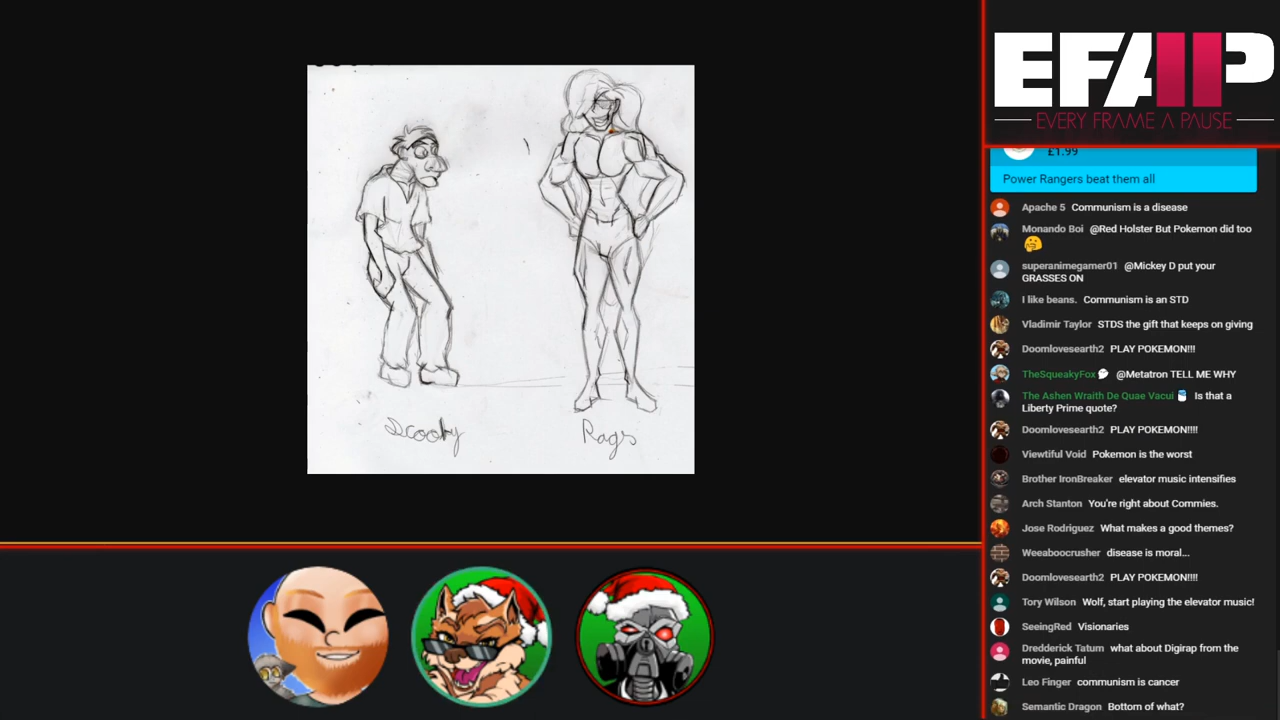 Scooby
Rags
EFAP
EVERY FRAME A PAUSE
£1.99
Power Rangers beat them all
Apache 5 Communism is a disease
Monando Boi @Red Holster But Pokemon did too
superanimegamer01 @Mickey D put your
GRASSES ON
I like beans. Communism is an STD
Vladimir Taylor STDS the gift that keeps on giving
Doomlovesearth2 PLAY POKEMON!!!
TheSqueakyFox @Metatron TELL ME WHY
The Ashen Wraith De Quae Vacui Is that a
Liberty Prime quote?
Doomlovesearth2 PLAY POKEMON!!!!
Viewtiful Void Pokemon is the worst
Brother IronBreaker elevator music intensifies
Arch Stanton You're right about Commies.
Jose Rodriguez What makes a good themes?
Weeaboocrusher disease is moral...
Doomlovesearth2 PLAY POKEMON!!!!
Tory Wilson Wolf, start playing the elevator music!
SeeingRed Visionaries
Dredderick Tatum what about Digirap from the
movie, painful
Leo Finger communism is cancer
Semantic Dragon Bottom of what?